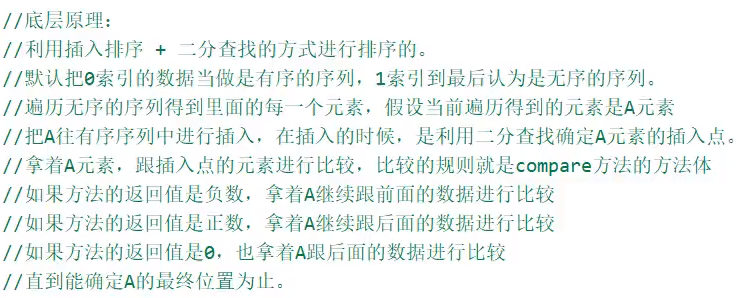 //底层原理：
//利用插入排序 + 二分查找的方式进行排序的。
//默认把0索引的数据当做是有序的序列，1索引到最后认为是无序的序列。
//遍历无序的序列得到里面的每一个元素，假设当前遍历得到的元素是A元素
//把A往有序序列中进行插入，在插入的时候，是利用二分查找确定A元素的插入点。
//拿着A元素，跟插入点的元素进行比较，比较的规则就是compare方法的方法体
//如果方法的返回值是负数，拿着A继续跟前面的数据进行比较
//如果方法的返回值是正数，拿着A继续跟后面的数据进行比较
//如果方法的返回值是0，也拿着A跟后面的数据进行比较
//直到能确定A的最终位置为止。